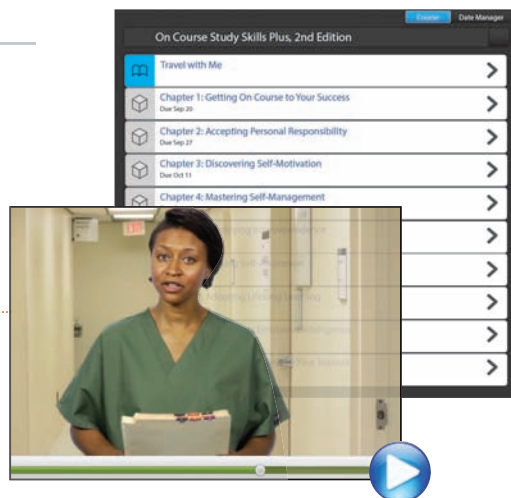 Course Date Manager
On Course Study Skills Plus, 2nd Edition
Travel with Me
Chapter 1: Getting On Course to Your Success
Due Sep 20
Chapter 2: Accepting Personal Responsibility
Due Sep 27
Chapter 3: Discovering Self-Motivation
Due Oct 11
Chapter 4: Mastering Self-Management